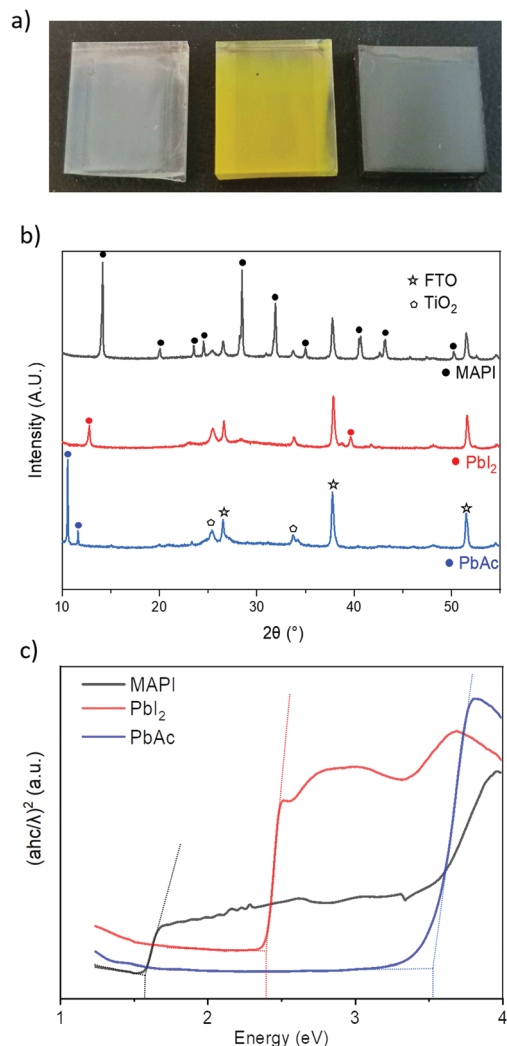 a)
b)
☆ FTO
⬠ TiO₂
Intensity (A.U.)
● MAPI
● PbI₂
● PbAc
10 20 30 40 50
2θ (°)
c)
MAPI
PbI₂
PbAc
(ahc/λ)² (a.u.)
1 2 3 4
Energy (eV)